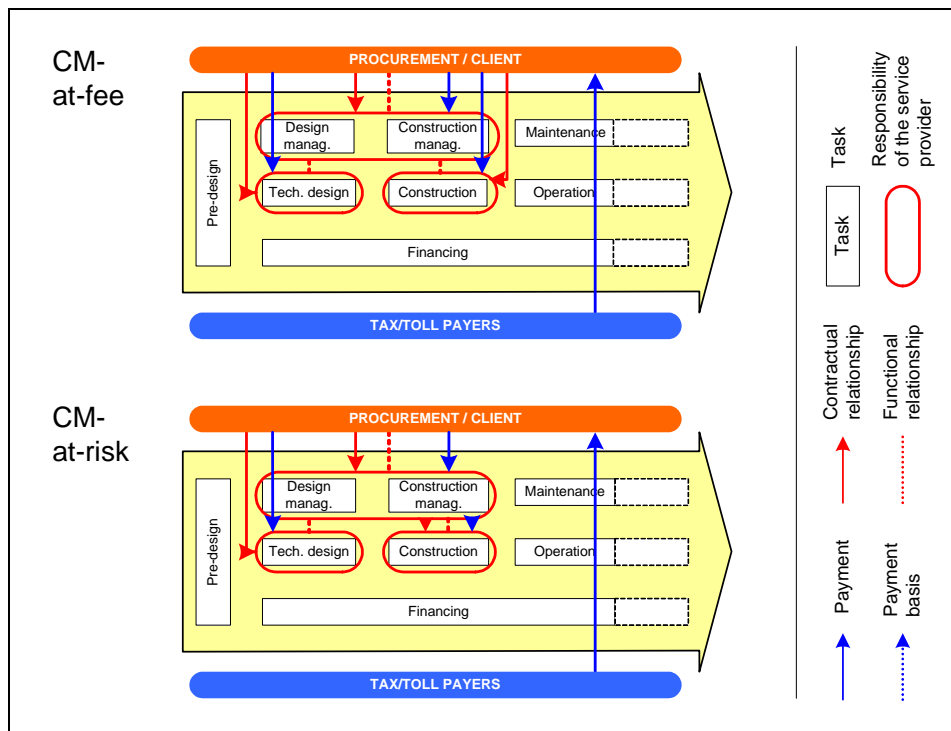 CM-
at-fee
PROCUREMENT / CLIENT
Pre-design
Design
manag.
Construction
manag.
Maintenance
Tech. design
Construction
Operation
Financing
TAX/TOLL PAYERS
CM-
at-risk
PROCUREMENT / CLIENT
Pre-design
Design
manag.
Construction
manag.
Maintenance
Tech. design
Construction
Operation
Financing
TAX/TOLL PAYERS
Task
Task
Responsibility
of the service
provider
Contractual
relationship
Functional
relationship
Payment
Payment
basis